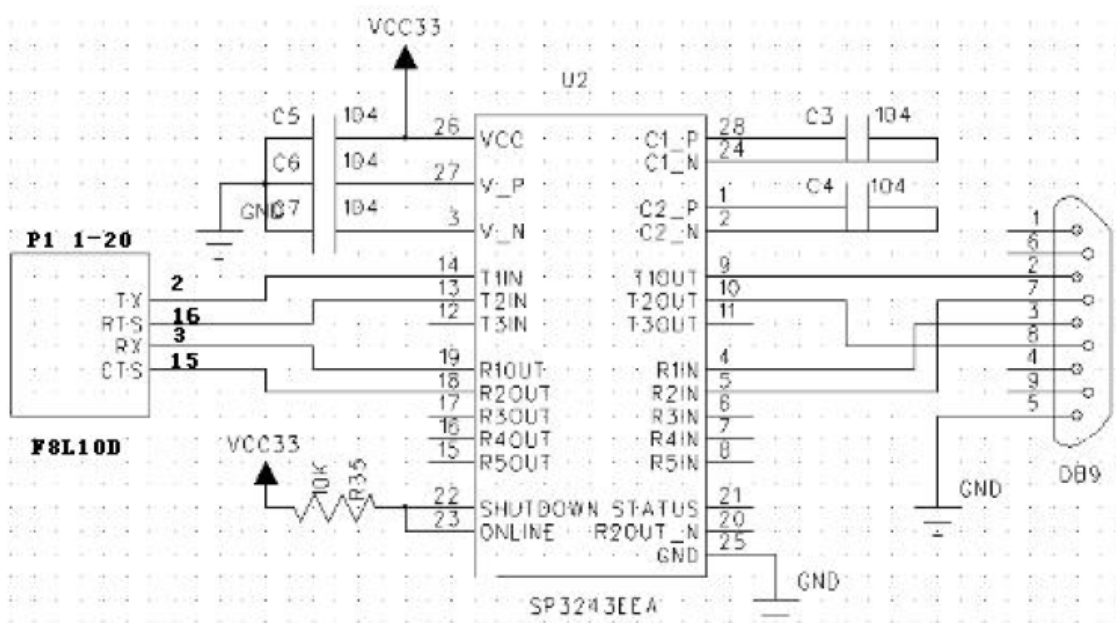 VCC33
U2
C5 104
C6 104
C7 104
GND
26 VCC
27 V_P
3 V_N
14 T1IN
13 T2IN
12 T3IN
19 R1OUT
18 R2OUT
17 R3OUT
16 R4OUT
15 R5OUT
22 SHUTDOWN
23 ONLINE
C1_P 28
C1_N 24
C2_P 1
C2_N 2
T1OUT 9
T2OUT 10
T3OUT 11
R1IN 4
R2IN 5
R3IN 6
R4IN 7
R5IN 8
STATUS 21
R2OUT_N 20
GND 25
SP3243EEA
C3 104
C4 104
P1 1-20
TX 2
RTS 16
RX 3
CTS 15
F8L10D
VCC33
10K
R35
1
6
2
7
3
8
4
9
5
DB9
GND
GND